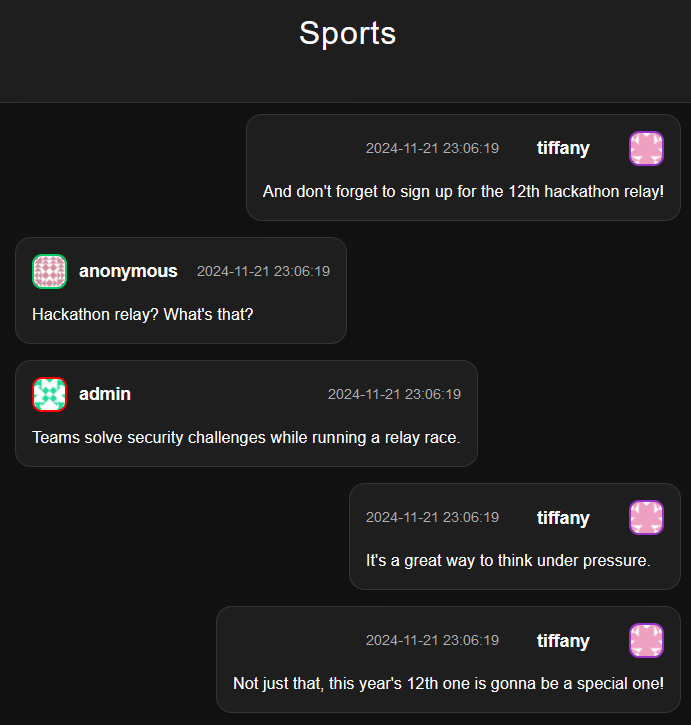 Sports
2024-11-21 23:06:19 tiffany
And don't forget to sign up for the 12th hackathon relay!
anonymous 2024-11-21 23:06:19
Hackathon relay? What's that?
admin 2024-11-21 23:06:19
Teams solve security challenges while running a relay race.
2024-11-21 23:06:19 tiffany
It's a great way to think under pressure.
2024-11-21 23:06:19 tiffany
Not just that, this year's 12th one is gonna be a special one!